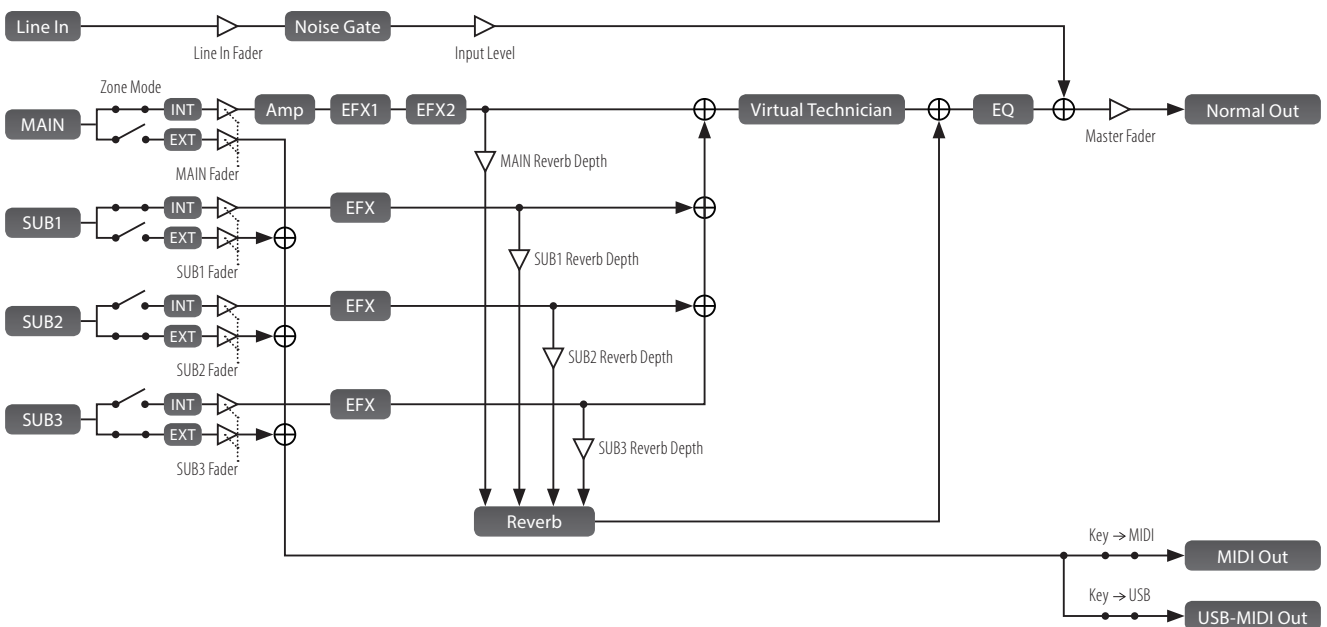 Line In
Noise Gate
Line In Fader
Input Level
Zone Mode
MAIN
INT
EXT
Amp
EFX1
EFX2
Virtual Technician
EQ
Normal Out
Master Fader
MAIN Fader
MAIN Reverb Depth
SUB1
INT
EXT
EFX
SUB1 Fader
SUB1 Reverb Depth
SUB2
INT
EXT
EFX
SUB2 Fader
SUB2 Reverb Depth
SUB3
INT
EXT
EFX
SUB3 Fader
SUB3 Reverb Depth
Reverb
Key → MIDI
MIDI Out
Key → USB
USB-MIDI Out